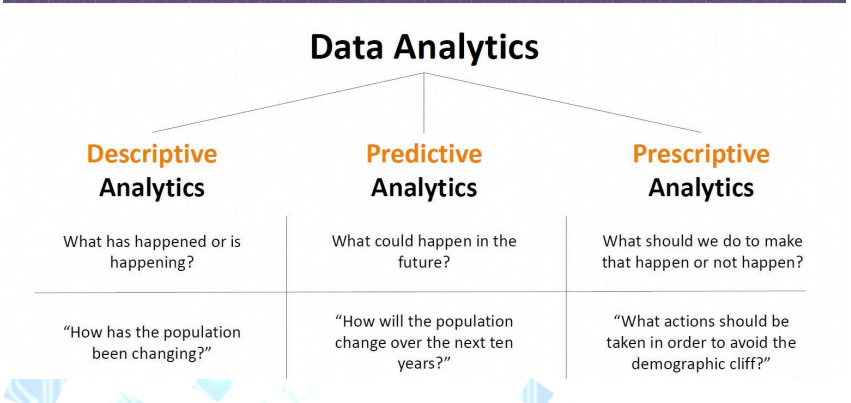 Data Analytics
Descriptive
Analytics
Predictive
Analytics
Prescriptive
Analytics
What has happened or is
happening?
What could happen in the
future?
What should we do to make
that happen or not happen?
“How has the population
been changing?”
“How will the population
change over the next ten
years?”
“What actions should be
taken in order to avoid the
demographic cliff?”